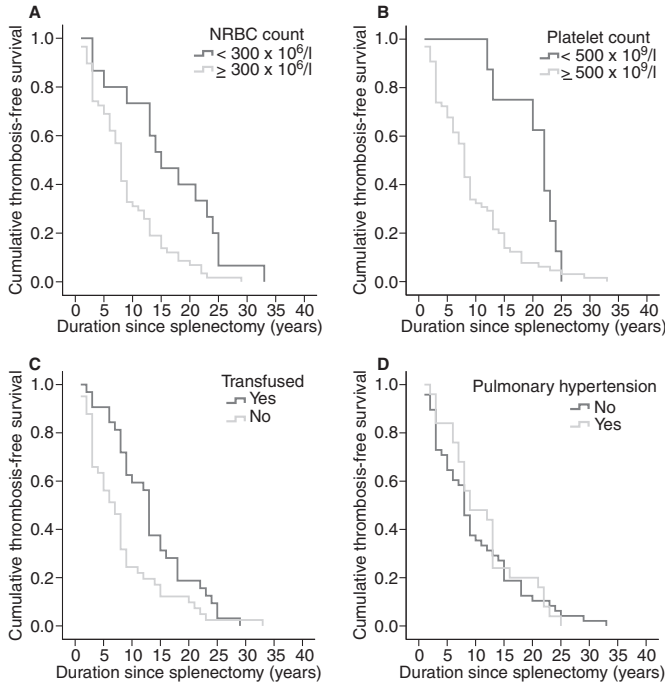 A
NRBC count
< 300 x 10⁶/l
≥ 300 x 10⁶/l
Cumulative thrombosis-free survival
1.0
0.8
0.6
0.4
0.2
0.0
0 5 10 15 20 25 30 35 40
Duration since splenectomy (years)
B
Platelet count
< 500 x 10⁹/l
≥ 500 x 10⁹/l
Cumulative thrombosis-free survival
1.0
0.8
0.6
0.4
0.2
0.0
0 5 10 15 20 25 30 35 40
Duration since splenectomy (years)
C
Transfused
Yes
No
Cumulative thrombosis-free survival
1.0
0.8
0.6
0.4
0.2
0.0
0 5 10 15 20 25 30 35 40
Duration since splenectomy (years)
D
Pulmonary hypertension
No
Yes
Cumulative thrombosis-free survival
1.0
0.8
0.6
0.4
0.2
0.0
0 5 10 15 20 25 30 35 40
Duration since splenectomy (years)